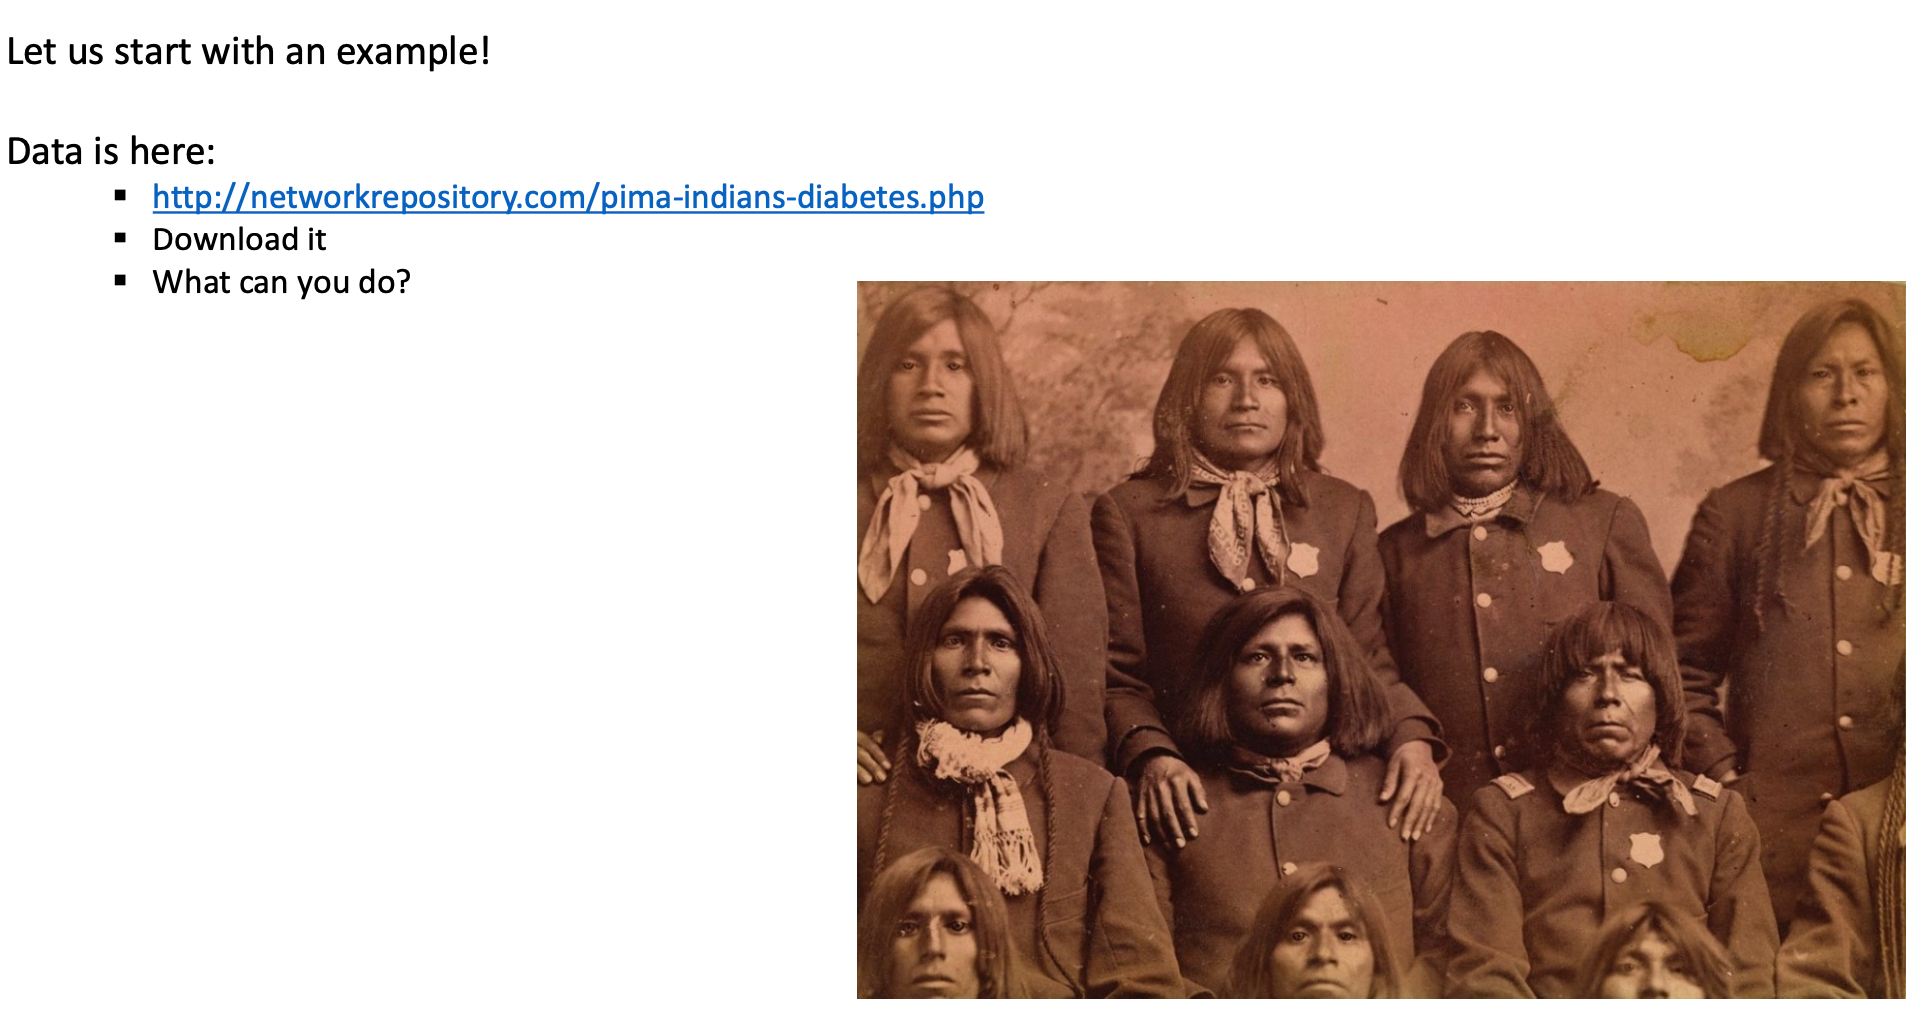 Let us start with an example!
Data is here:
▪ http://networkrepository.com/pima-indians-diabetes.php
▪ Download it
▪ What can you do?